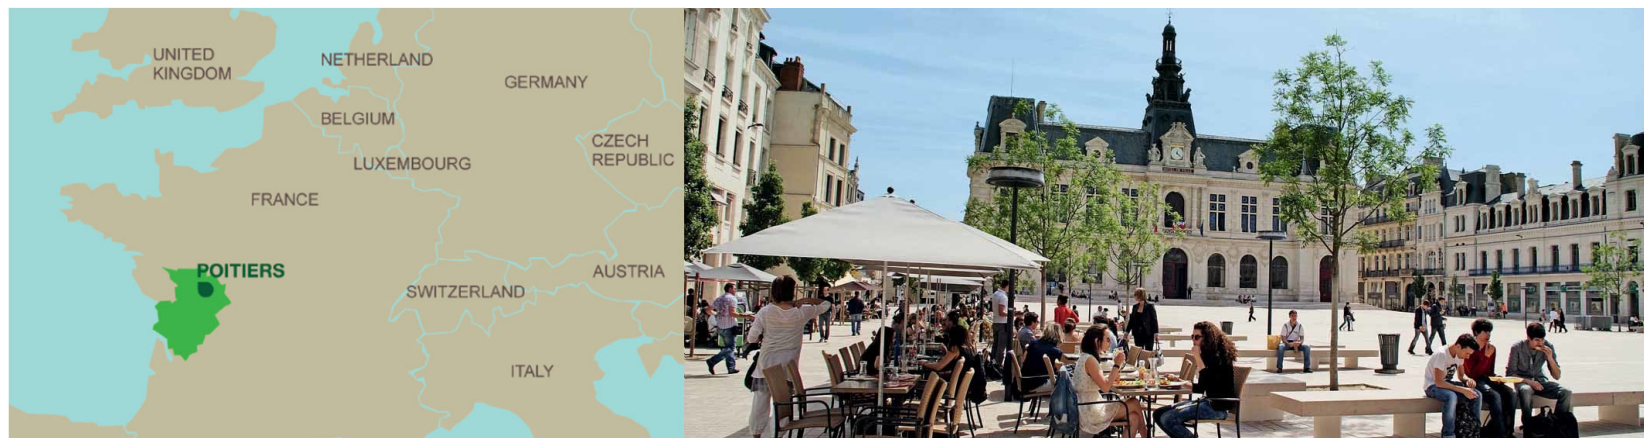 UNITED
KINGDOM
NETHERLAND
GERMANY
BELGIUM
CZECH
REPUBLIC
LUXEMBOURG
FRANCE
POITIERS
AUSTRIA
SWITZERLAND
ITALY